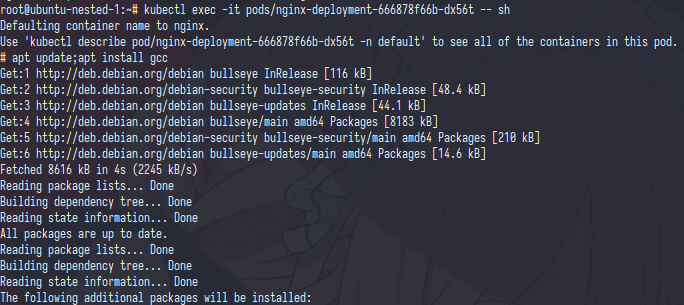 root@ubuntu-nested-1:~# kubectl exec -it pods/nginx-deployment-666878f66b-dx56t -- sh
Defaulting container name to nginx.
Use 'kubectl describe pod/nginx-deployment-666878f66b-dx56t -n default' to see all of the containers in this pod.
# apt update;apt install gcc
Get:1 http://deb.debian.org/debian bullseye InRelease [116 kB]
Get:2 http://deb.debian.org/debian-security bullseye-security InRelease [48.4 kB]
Get:3 http://deb.debian.org/debian bullseye-updates InRelease [44.1 kB]
Get:4 http://deb.debian.org/debian bullseye/main amd64 Packages [8183 kB]
Get:5 http://deb.debian.org/debian-security bullseye-security/main amd64 Packages [210 kB]
Get:6 http://deb.debian.org/debian bullseye-updates/main amd64 Packages [14.6 kB]
Fetched 8616 kB in 4s (2245 kB/s)
Reading package lists... Done
Building dependency tree... Done
Reading state information... Done
All packages are up to date.
Reading package lists... Done
Building dependency tree... Done
Reading state information... Done
The following additional packages will be installed: